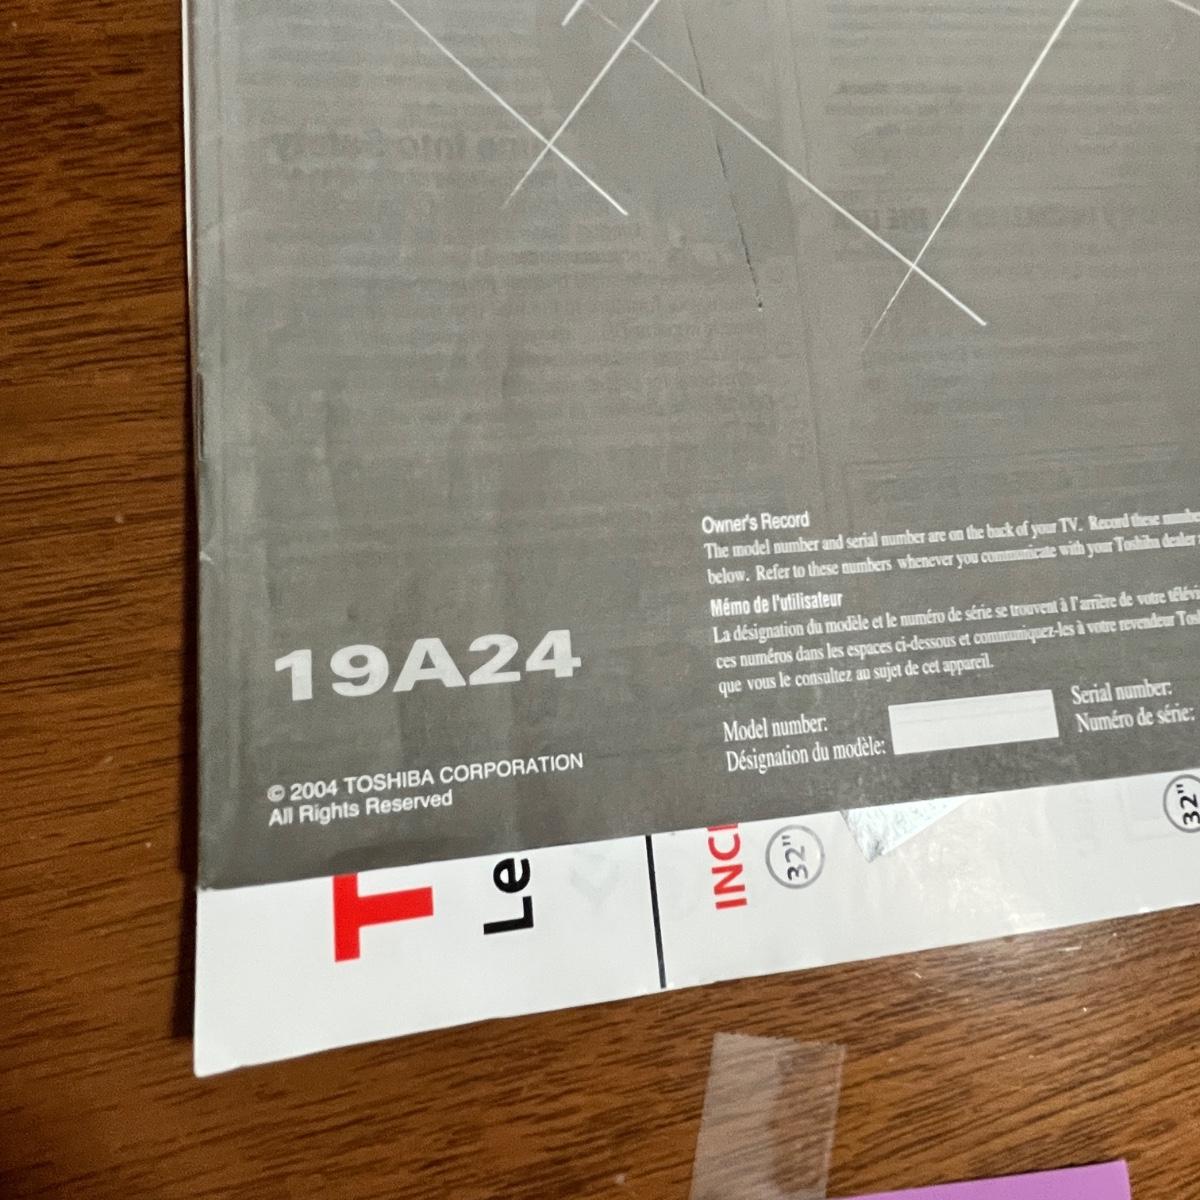 19A24
© 2004 TOSHIBA CORPORATION
All Rights Reserved
Owner's Record
The model number and serial number are on the back of your TV. Record these
below. Refer to these numbers whenever you communicate with your Toshiba dealer
Mémo de l'utilisateur
La désignation du modèle et le numéro de série se trouvent à l'arrière de votre
ces numéros dans les espaces ci-dessous et communiquez-les à votre revendeur
que vous le consultez au sujet de cet appareil.
Model number:
Désignation du modèle:
Serial number:
Numéro de série:
T
Le
INCL
32"
32"